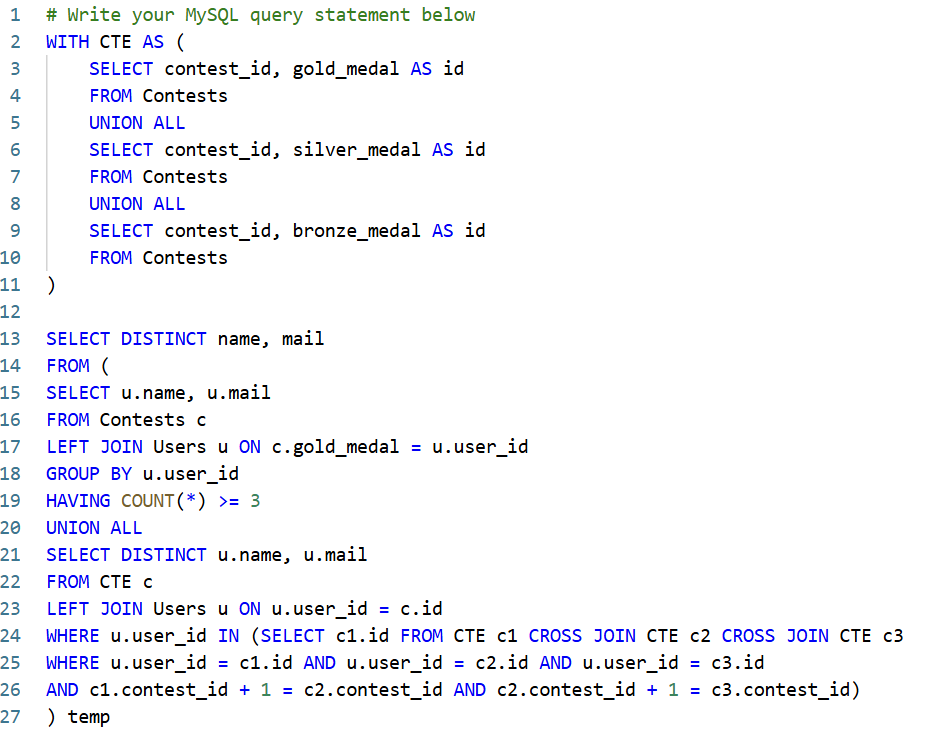 1 # Write your MySQL query statement below
2 WITH CTE AS (
3     SELECT contest_id, gold_medal AS id
4     FROM Contests
5     UNION ALL
6     SELECT contest_id, silver_medal AS id
7     FROM Contests
8     UNION ALL
9     SELECT contest_id, bronze_medal AS id
10     FROM Contests
11 )
12
13 SELECT DISTINCT name, mail
14 FROM (
15 SELECT u.name, u.mail
16 FROM Contests c
17 LEFT JOIN Users u ON c.gold_medal = u.user_id
18 GROUP BY u.user_id
19 HAVING COUNT(*) >= 3
20 UNION ALL
21 SELECT DISTINCT u.name, u.mail
22 FROM CTE c
23 LEFT JOIN Users u ON u.user_id = c.id
24 WHERE u.user_id IN (SELECT c1.id FROM CTE c1 CROSS JOIN CTE c2 CROSS JOIN CTE c3
25 WHERE u.user_id = c1.id AND u.user_id = c2.id AND u.user_id = c3.id
26 AND c1.contest_id + 1 = c2.contest_id AND c2.contest_id + 1 = c3.contest_id)
27 ) temp